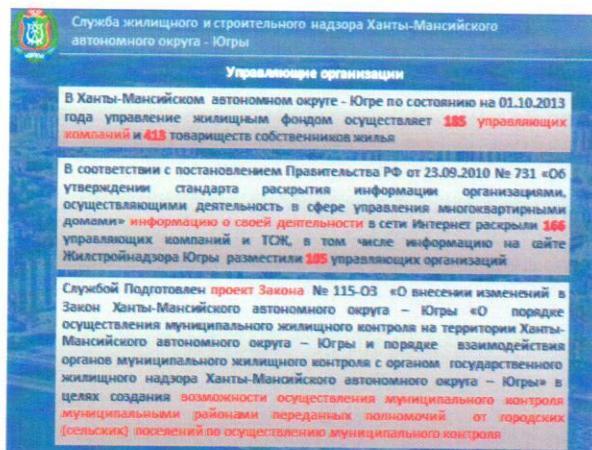 Служба жилищного и строительного надзора Ханты-Мансийского
автономного округа - Югры
Управляющие организации
В Ханты-Мансийском автономном округе - Югре по состоянию на 01.10.2013
года управление жилищным фондом осуществляет 185 управляющих
компаний и 413 товариществ собственников жилья
В соответствии с постановлением Правительства РФ от 23.09.2010 № 731 «Об
утверждении стандарта раскрытия информации организациями,
осуществляющими деятельность в сфере управления многоквартирными
домами» информацию о своей деятельности в сети Интернет раскрыли 166
управляющих компаний и ТСЖ, в том числе информацию на сайте
Жилстройнадзора Югры разместили 105 управляющих организаций
Службой Подготовлен проект Закона № 115-ОЗ «О внесении изменений в
Закон Ханты-Мансийского автономного округа – Югры «О порядке
осуществления муниципального жилищного контроля на территории Ханты-
Мансийского автономного округа – Югры и порядке взаимодействия
органов муниципального жилищного контроля с органом государственного
жилищного надзора Ханты-Мансийского автономного округа – Югры» в
целях создания возможности осуществления муниципального контроля
муниципальными районами переданных полномочий от городских
(сельских) поселений по осуществлению муниципального контроля